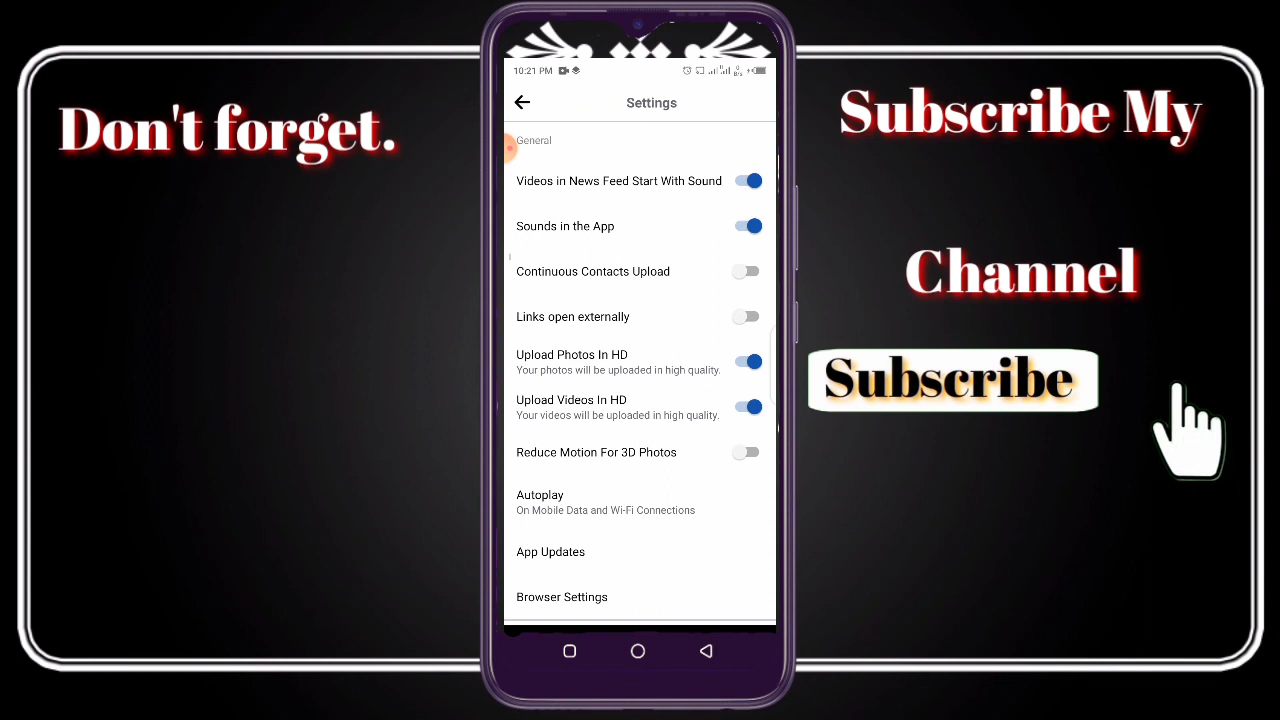 Don't forget.
10:21 PM
Settings
General
Videos in News Feed Start With Sound
Sounds in the App
Continuous Contacts Upload
Links open externally
Upload Photos In HD
Your photos will be uploaded in high quality.
Upload Videos In HD
Your videos will be uploaded in high quality.
Reduce Motion For 3D Photos
Autoplay
On Mobile Data and Wi-Fi Connections
App Updates
Browser Settings
Subscribe My
Channel
Subscribe